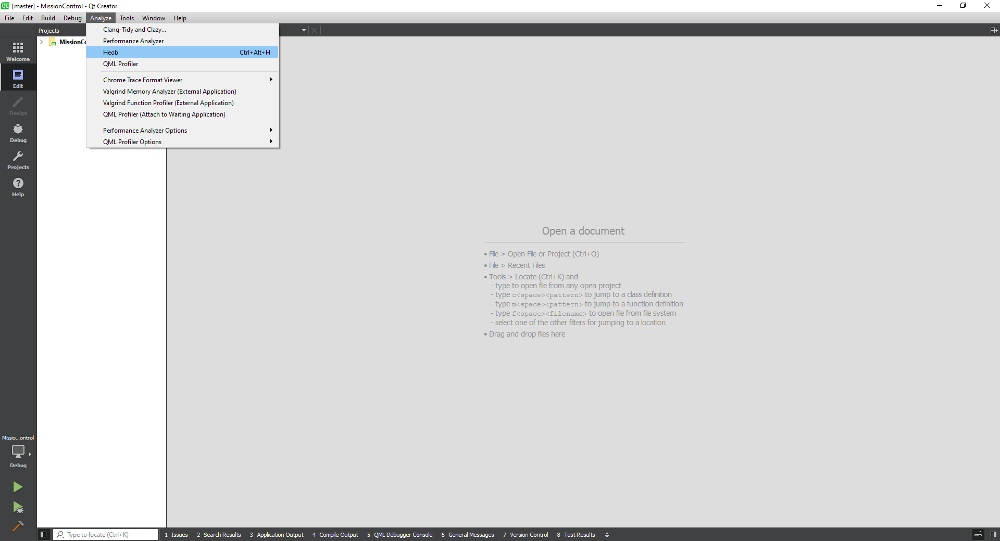 QC [master] - MissionControl - Qt Creator
File Edit Build Debug Analyze Tools Window Help
Projects
MissionCo
Clang-Tidy and Clazy...
Performance Analyzer
Heob Ctrl+Alt+H
QML Profiler
Chrome Trace Format Viewer
Valgrind Memory Analyzer (External Application)
Valgrind Function Profiler (External Application)
QML Profiler (Attach to Waiting Application)
Performance Analyzer Options
QML Profiler Options
Welcome
Edit
Design
Debug
Projects
Help
Open a document
• File > Open File or Project (Ctrl+O)
• File > Recent Files
• Tools > Locate (Ctrl+K) and
- type to open file from any open project
- type c<space><pattern> to jump to a class definition
- type m<space><pattern> to jump to a function definition
- type f<space><filename> to open file from file system
- select one of the other filters for jumping to a location
• Drag and drop files here
Missio...ontrol
Debug
Type to locate (Ctrl+K) 1 Issues 2 Search Results 3 Application Output 4 Compile Output 5 QML Debugger Console 6 General Messages 7 Version Control 8 Test Results